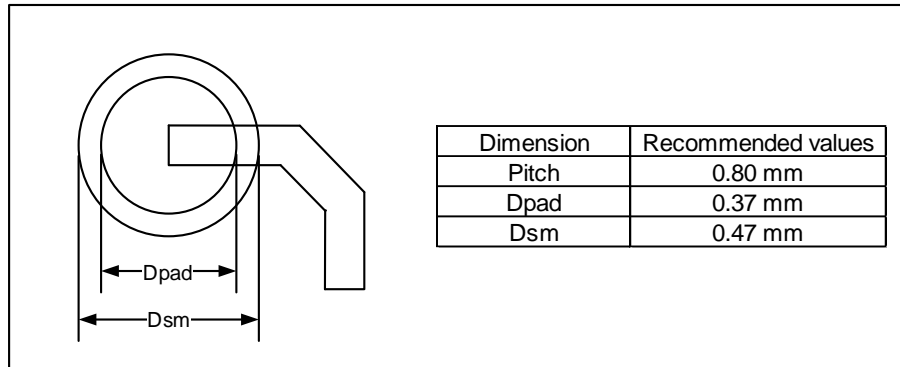 Dpad
Dsm
Dimension Recommended values
Pitch 0.80 mm
Dpad 0.37 mm
Dsm 0.47 mm